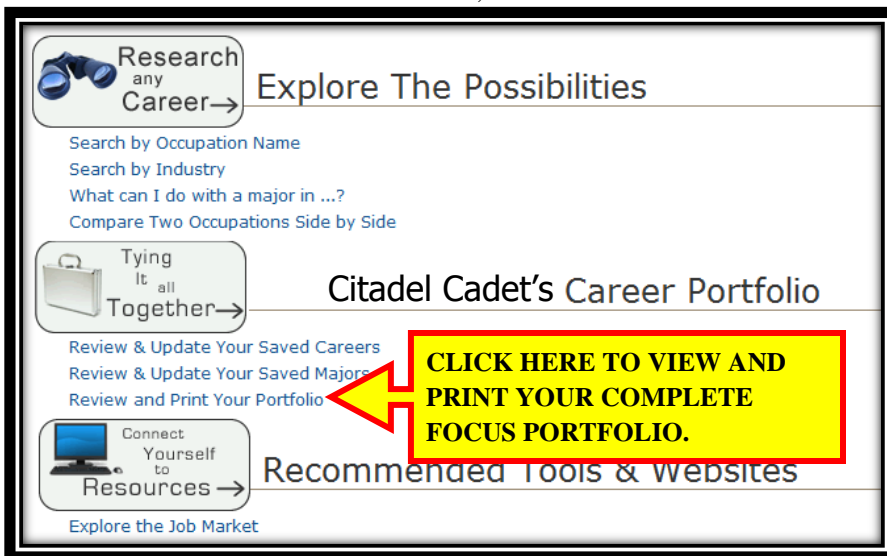 Research
any
Career→
Explore The Possibilities
Search by Occupation Name
Search by Industry
What can I do with a major in ...?
Compare Two Occupations Side by Side
Tying
It all
Together→
Citadel Cadet's Career Portfolio
Review & Update Your Saved Careers
Review & Update Your Saved Majors
Review and Print Your Portfolio
CLICK HERE TO VIEW AND
PRINT YOUR COMPLETE
FOCUS PORTFOLIO.
Connect
Yourself
to
Resources→
Recommended Tools & Websites
Explore the Job Market